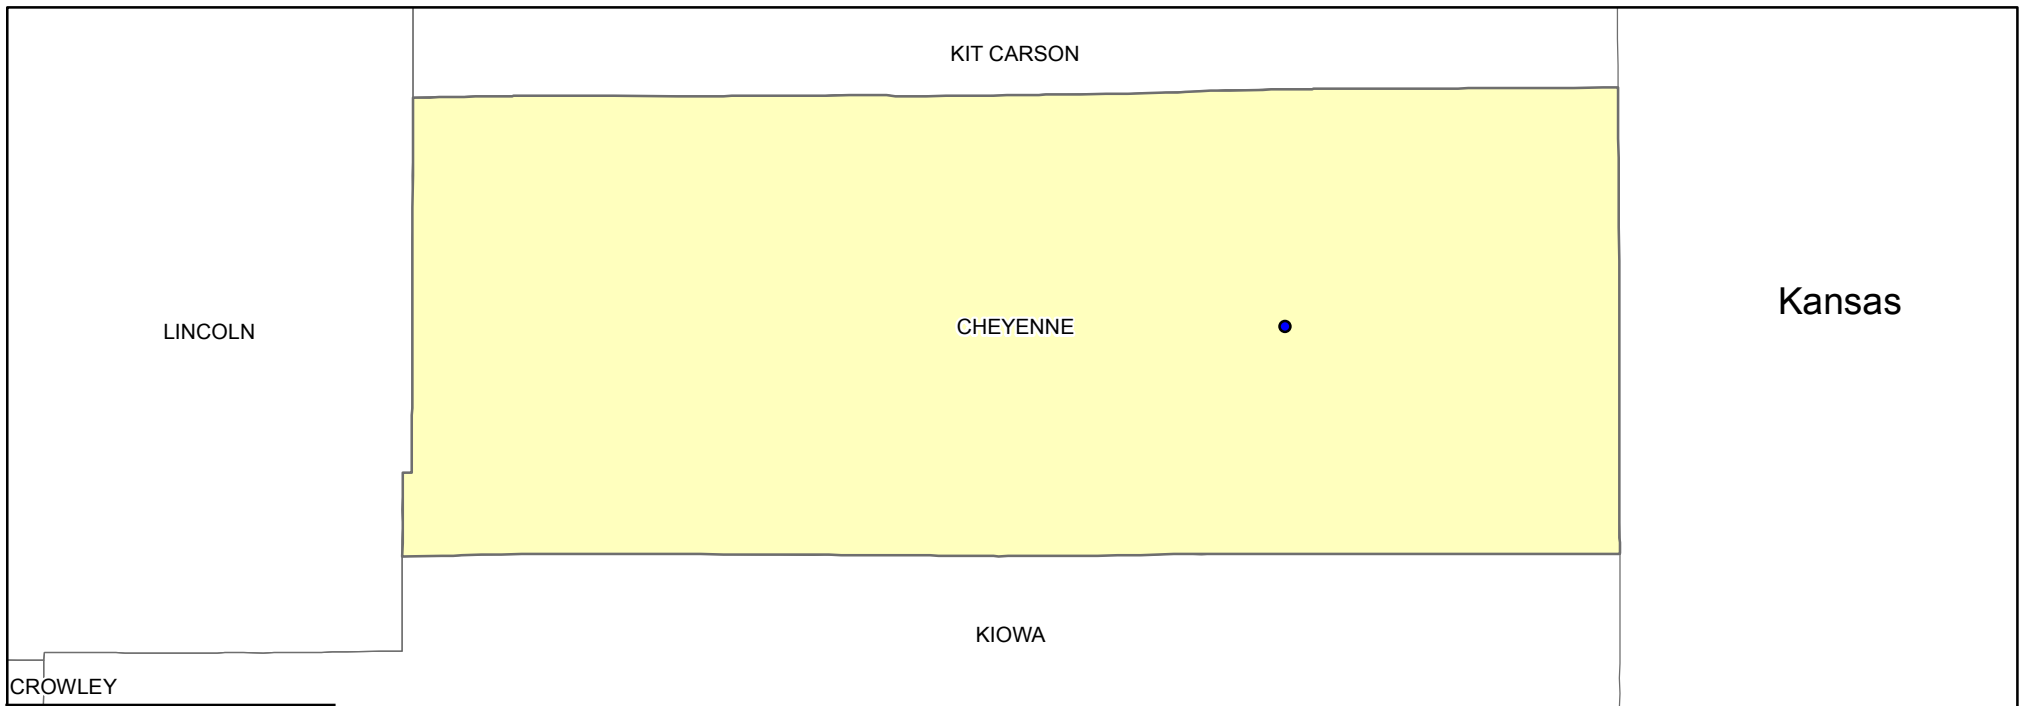 KIT CARSON
Kansas
CHEYENNE
LINCOLN
KIOWA
CROWLEY